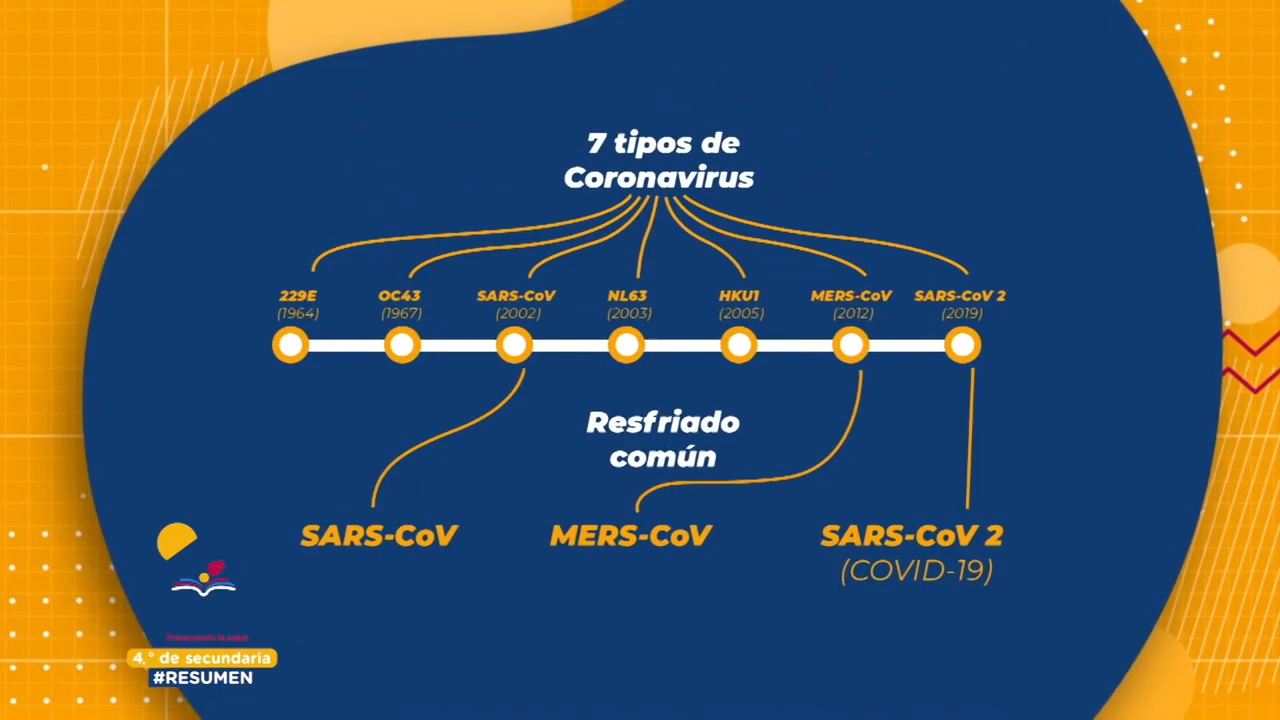 7 tipos de
Coronavirus
229E OC43 SARS-CoV NL63 HKU1 MERS-CoV SARS-CoV 2
(1964) (1967) (2002) (2003) (2005) (2012) (2019)
Resfriado
común
SARS-CoV MERS-CoV SARS-CoV 2
(COVID-19)
4.° de secundaria
#RESUMEN